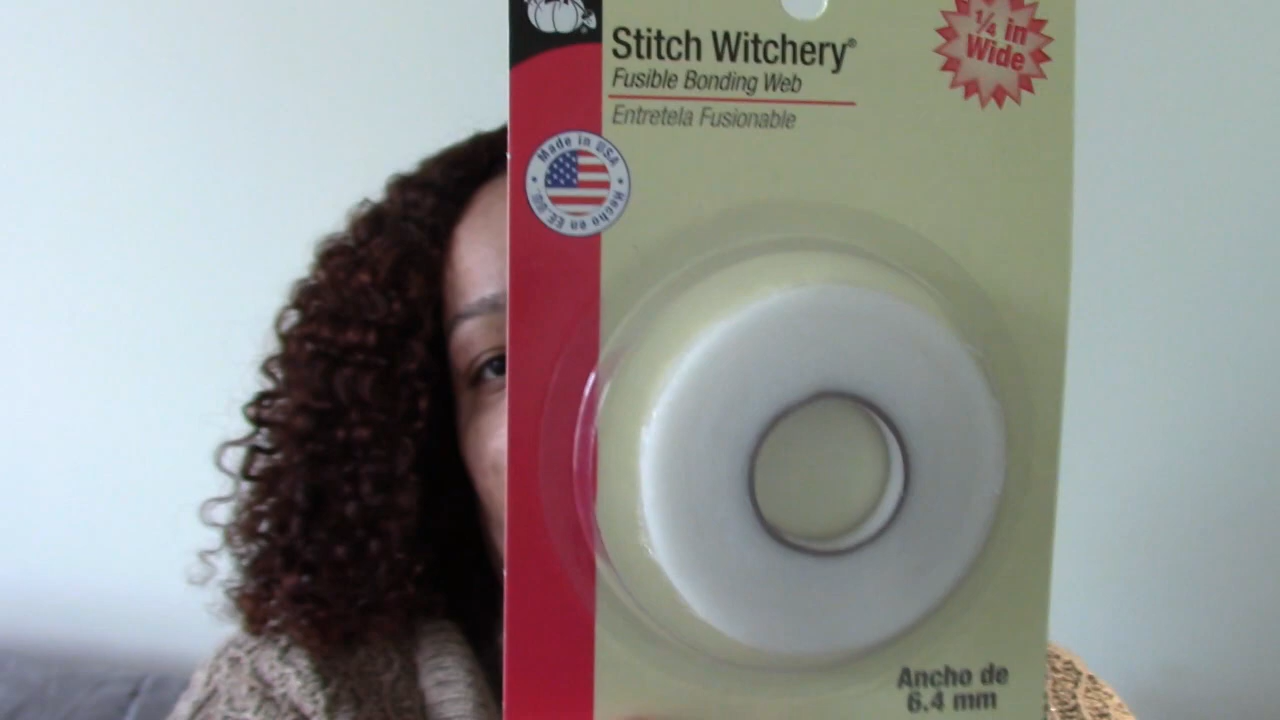 Stitch Witchery®
Fusible Bonding Web
Entretela Fusionable
1/4 in
Wide
Made in USA
Hecho en EE.UU.
Ancho de
6.4 mm